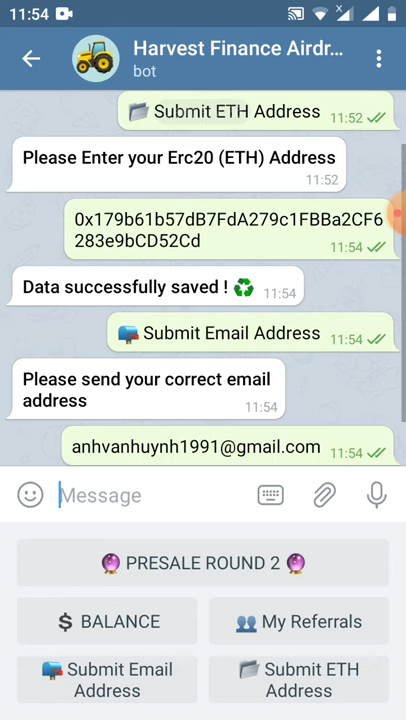 11:54
Harvest Finance Airdr...
bot
Submit ETH Address
11:52
Please Enter your Erc20 (ETH) Address
11:52
0x179b61b57dB7FdA279c1FBBa2CF6
283e9bCD52Cd
11:54
Data successfully saved !
11:54
Submit Email Address
11:54
Please send your correct email
address
11:54
anhvanhuynh1991@gmail.com
11:54
Message
PRESALE ROUND 2
$ BALANCE
My Referrals
Submit Email
Address
Submit ETH
Address